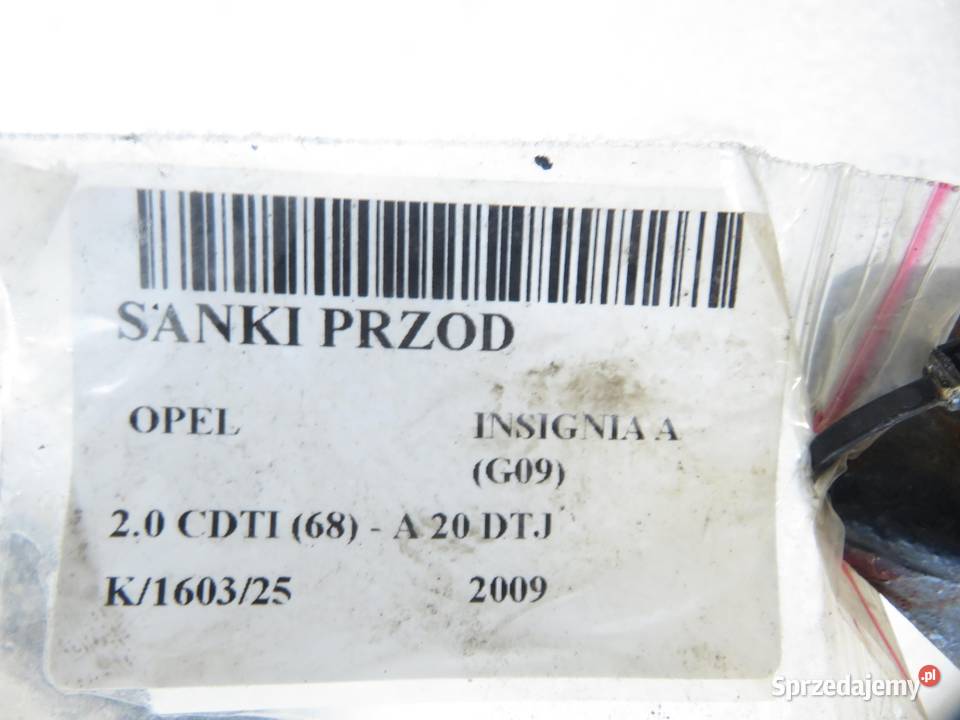 SANKI PRZOD
OPEL INSIGNIA A
(G09)
2.0 CDTI (68) - A 20 DTJ
K/1603/25 2009
Sprzedajemy.pl